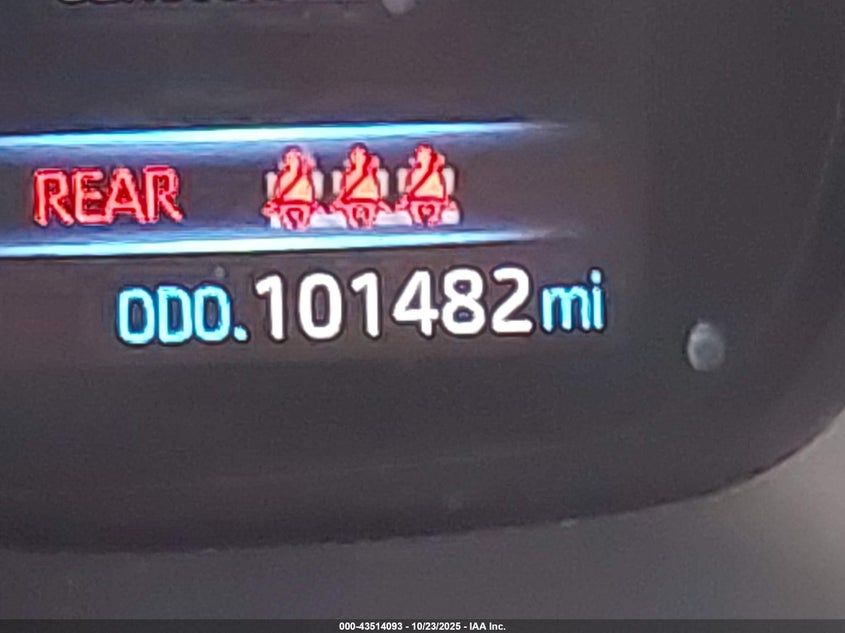 REAR
ODO.101482mi
000-43514093 - 10/23/2025 - IAA Inc.